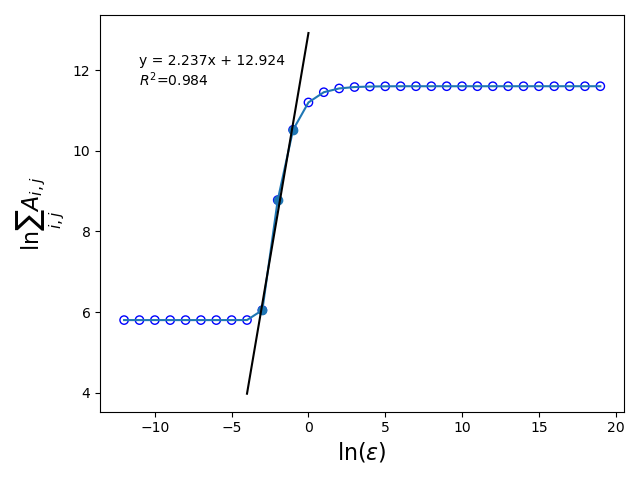 y = 2.237x + 12.924
R²=0.984
12
10
8
6
4
ln∑A_{i,j}
i,j
−10
−5
0
5
10
15
20
ln(ε)